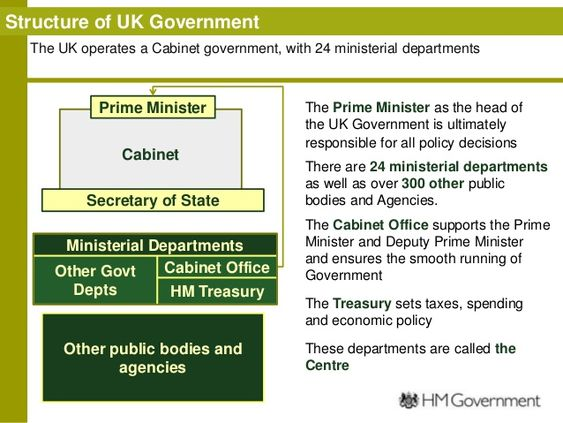 Structure of UK Government
The UK operates a Cabinet government, with 24 ministerial departments
Prime Minister
Cabinet
Secretary of State
Ministerial Departments
Other Govt
Depts
Cabinet Office
HM Treasury
Other public bodies and
agencies
The Prime Minister as the head of
the UK Government is ultimately
responsible for all policy decisions
There are 24 ministerial departments
as well as over 300 other public
bodies and Agencies.
The Cabinet Office supports the Prime
Minister and Deputy Prime Minister
and ensures the smooth running of
Government
The Treasury sets taxes, spending
and economic policy
These departments are called the
Centre
HM Government